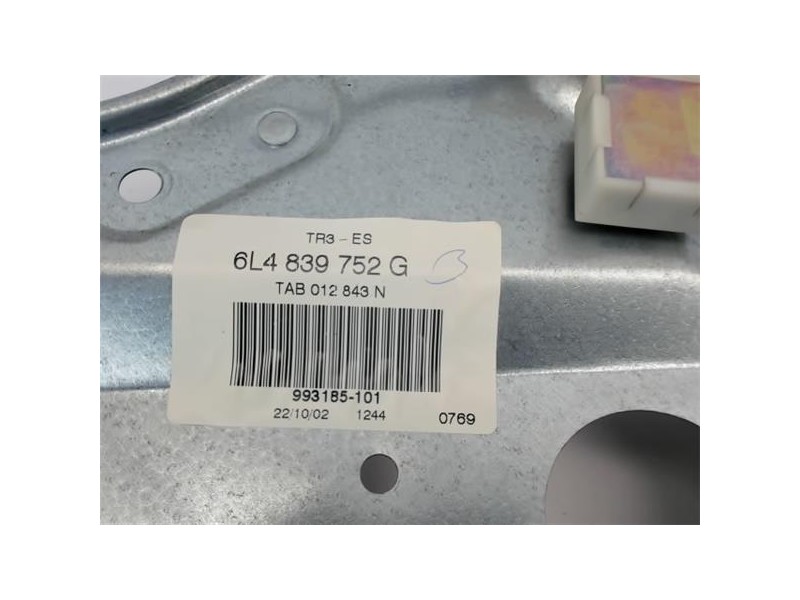 TR3 - ES
6L4 839 752 G
TAB 012 843 N
993185-101
22/10/02 1244 0769